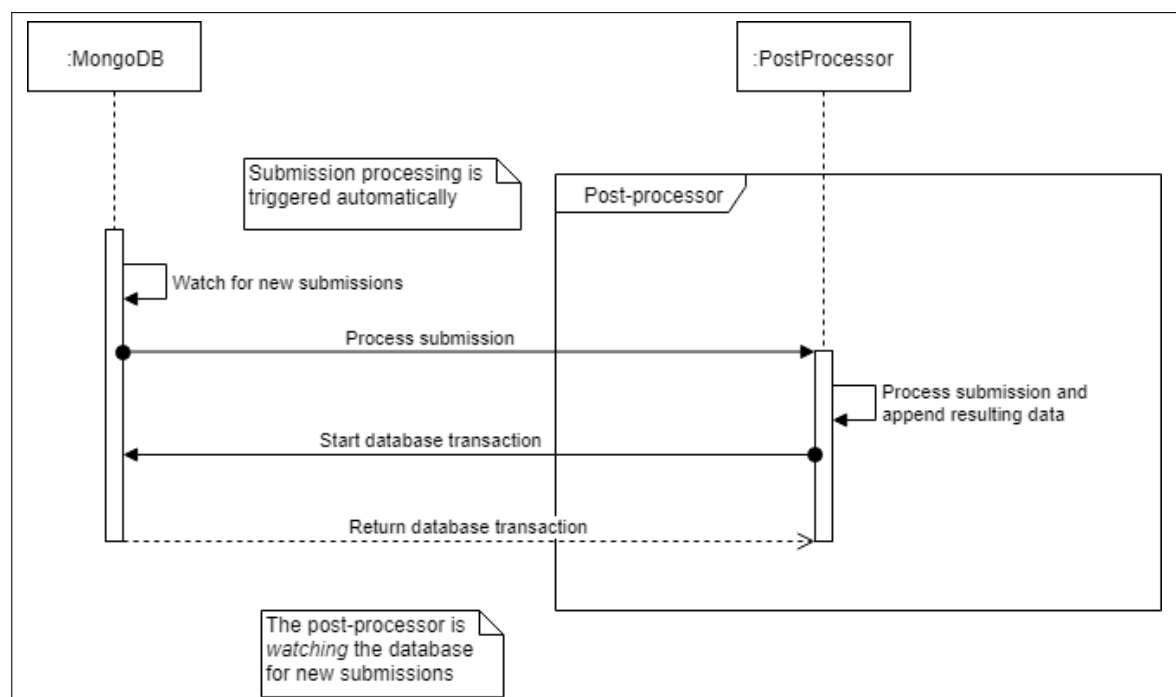 :MongoDB
:PostProcessor
Submission processing is
triggered automatically
Post-processor
Watch for new submissions
Process submission
Process submission and
append resulting data
Start database transaction
Return database transaction
The post-processor is
watching the database
for new submissions